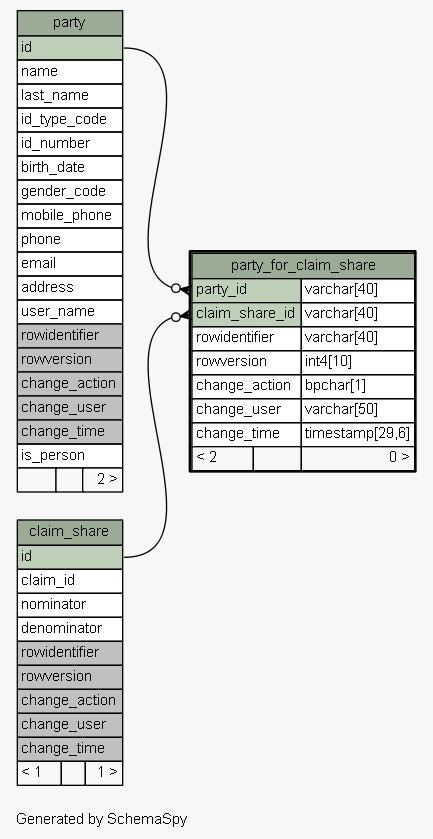 party
id
name
last_name
id_type_code
id_number
birth_date
gender_code
mobile_phone
phone
email
address
user_name
rowidentifier
rowversion
change_action
change_user
change_time
is_person
2 >
party_for_claim_share
party_id varchar[40]
claim_share_id varchar[40]
rowidentifier varchar[40]
rowversion int4[10]
change_action bpchar[1]
change_user varchar[50]
change_time timestamp[29,6]
< 2 0 >
claim_share
id
claim_id
nominator
denominator
rowidentifier
rowversion
change_action
change_user
change_time
< 1 1 >
Generated by SchemaSpy